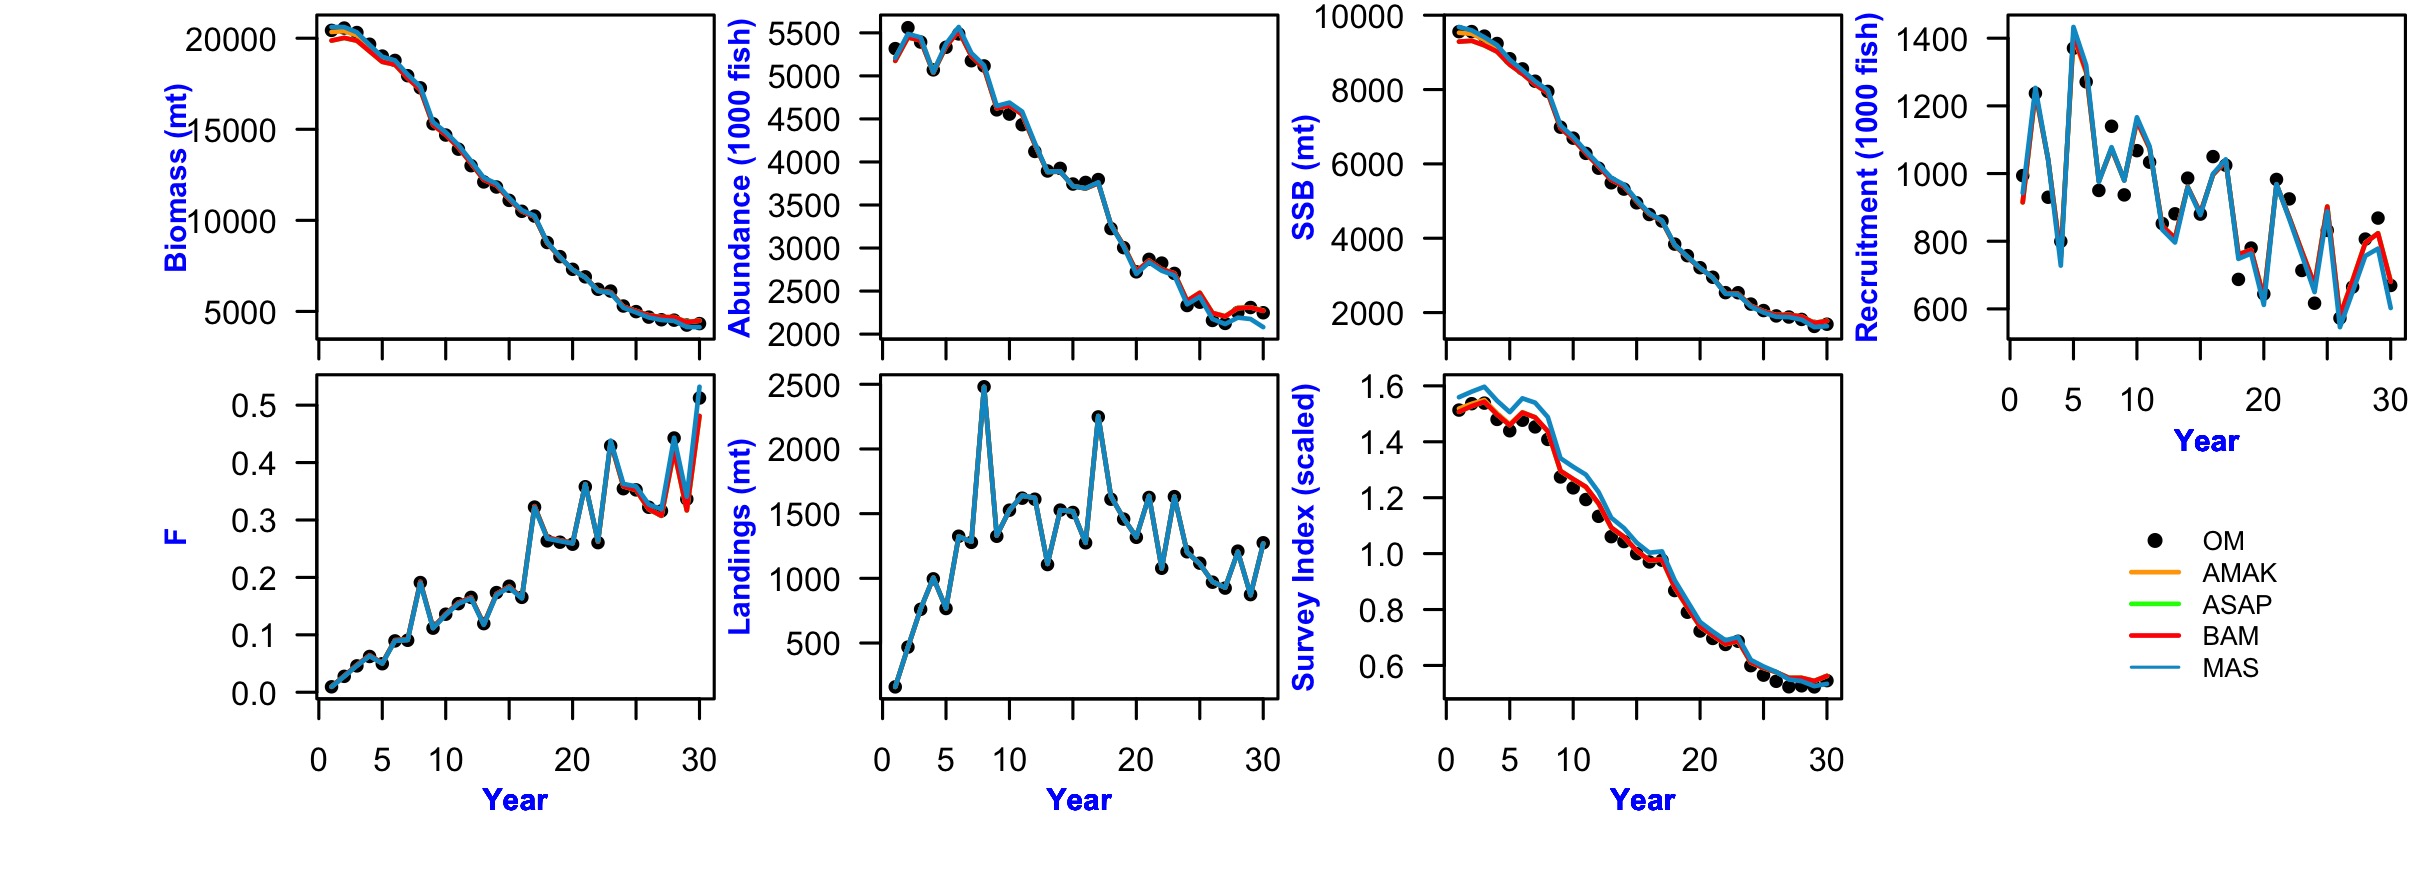 Biomass (mt)
20000
15000
10000
5000
Abundance (1000 fish)
5500
5000
4500
4000
3500
3000
2500
2000
SSB (mt)
10000
8000
6000
4000
2000
Recruitment (1000 fish)
1400
1200
1000
800
600
0 5 10 20 30
Year
F
0.5
0.4
0.3
0.2
0.1
0.0
0 5 10 20 30
Year
Landings (mt)
2500
2000
1500
1000
500
0 5 10 20 30
Year
Survey Index (scaled)
1.6
1.4
1.2
1.0
0.8
0.6
0 5 10 20 30
Year
OM
AMAK
ASAP
BAM
MAS